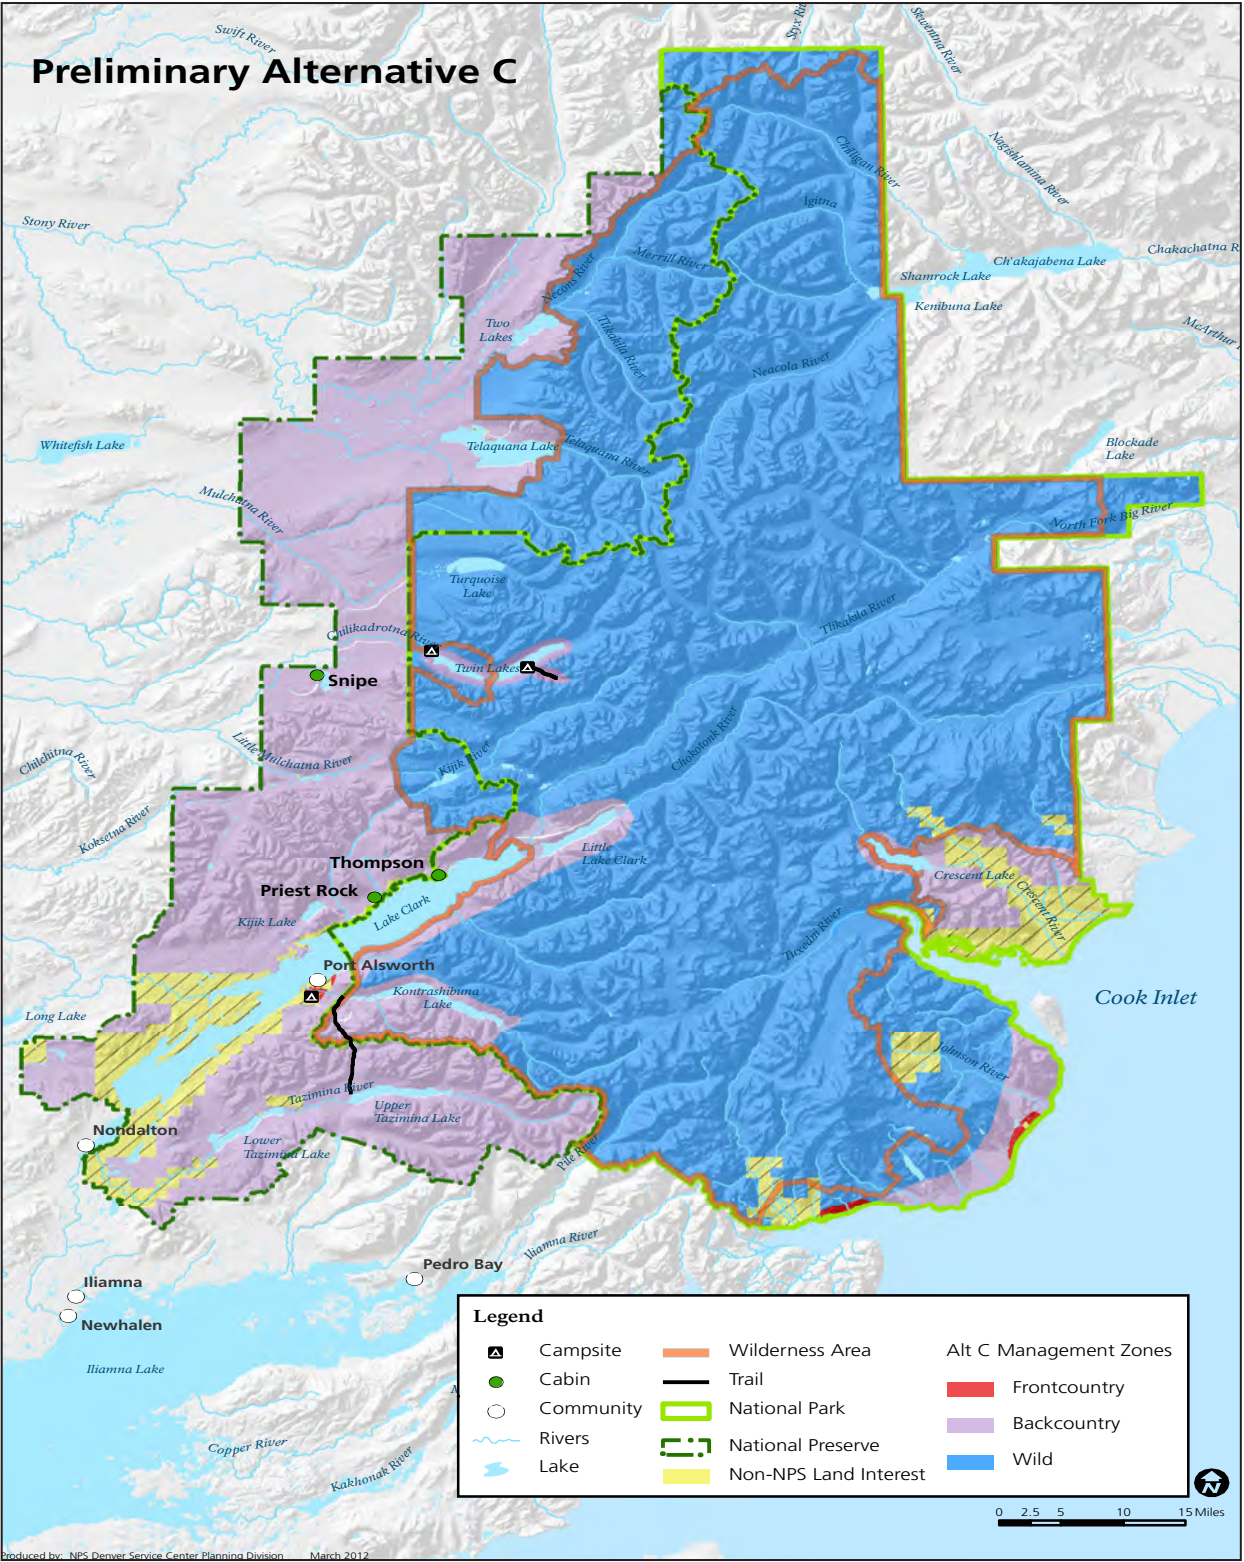 Preliminary Alternative C
Swift River
Skwentna River
Chilligan River
Nagishlamina River
Igitna
Stony River
Merrill River
Necons River
Chakachatna R
Ch'akajabena Lake
Shamrock Lake
Kenibuna Lake
McArthur
Two
Lakes
Tlikakila River
Neacola River
Whitefish Lake
Telaquana Lake
Telaquana River
Blockade
Lake
Mulchatna River
North Fork Big River
Turquoise
Lake
Tlikakila River
Chilikadrotna River
Twin Lakes
Snipe
Chokotonk River
Little Mulchatna River
Kijik River
Chilchitna River
Koksetna River
Little
Lake Clark
Thompson
Priest Rock
Crescent Lake
Crescent River
Lake Clark
Kijik Lake
Tuxedni River
Port Alsworth
Kontrashibuna
Lake
Cook Inlet
Long Lake
Johnson River
Tazimina River
Upper
Tazimina Lake
Nondalton
Lower
Tazimina Lake
Pile River
Iliamna River
Pedro Bay
Iliamna
Newhalen
Iliamna Lake
Copper River
Kakhonak River
Legend
Campsite
Cabin
Community
Rivers
Lake
Wilderness Area
Trail
National Park
National Preserve
Non-NPS Land Interest
Alt C Management Zones
Frontcountry
Backcountry
Wild
N
0 2.5 5 10 15 Miles
Produced by: NPS Denver Service Center Planning Division March 2012